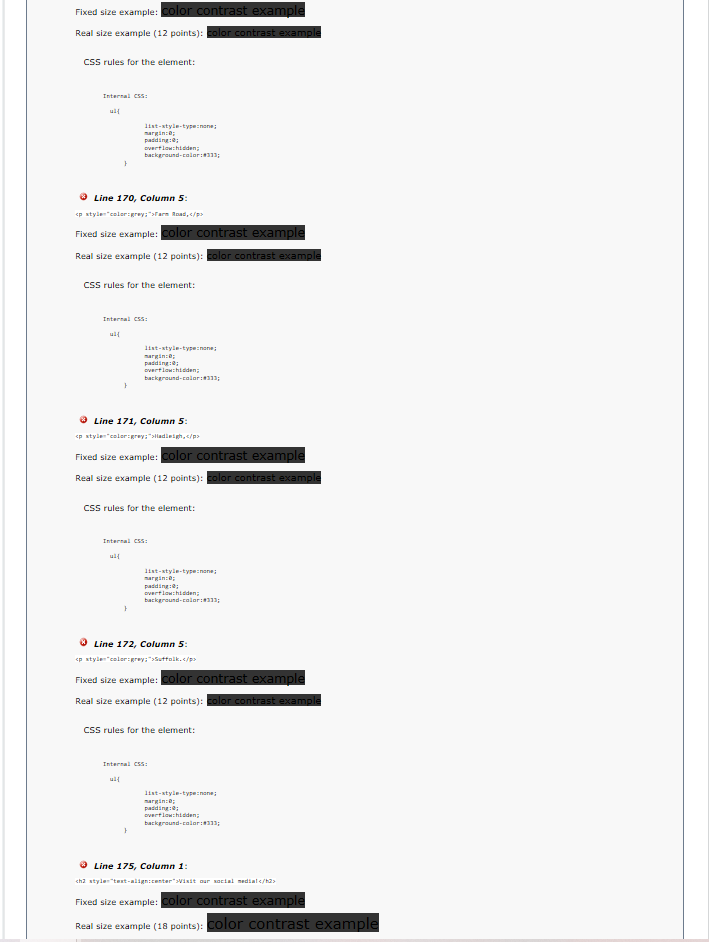 Fixed size example: color contrast example
Real size example (12 points): color contrast example
CSS rules for the element:
Internal CSS:
ul{
list-style-type:none;
margin:0;
padding:0;
overflow:hidden;
background-color:#333;
}
Line 170, Column 5:
<p style="color:grey;">Farm Road,</p>
Fixed size example: color contrast example
Real size example (12 points): color contrast example
CSS rules for the element:
Internal CSS:
ul{
list-style-type:none;
margin:0;
padding:0;
overflow:hidden;
background-color:#333;
}
Line 171, Column 5:
<p style="color:grey;">Hadleigh,</p>
Fixed size example: color contrast example
Real size example (12 points): color contrast example
CSS rules for the element:
Internal CSS:
ul{
list-style-type:none;
margin:0;
padding:0;
overflow:hidden;
background-color:#333;
}
Line 172, Column 5:
<p style="color:grey;">Suffolk.</p>
Fixed size example: color contrast example
Real size example (12 points): color contrast example
CSS rules for the element:
Internal CSS:
ul{
list-style-type:none;
margin:0;
padding:0;
overflow:hidden;
background-color:#333;
}
Line 175, Column 1:
<h2 style="text-align:center">Visit our social media!</h2>
Fixed size example: color contrast example
Real size example (18 points): color contrast example